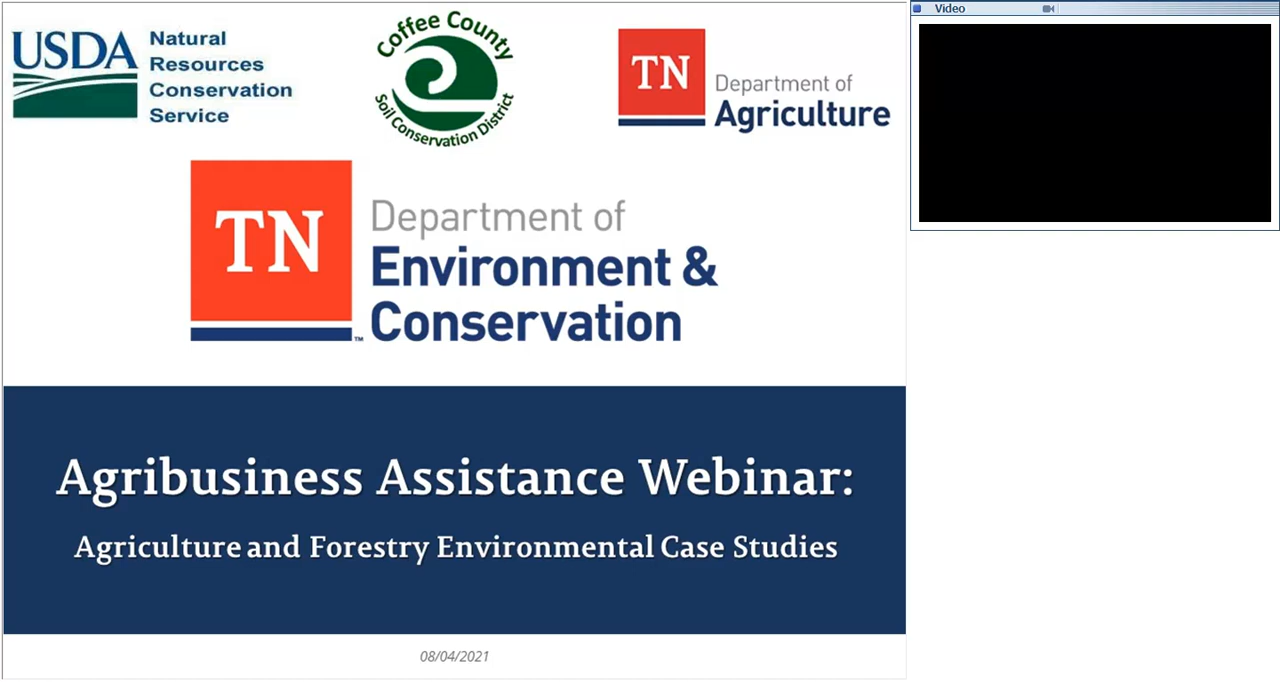 USDA
Natural
Resources
Conservation
Service
Coffee County
Soil Conservation District
TN
Department of
Agriculture
TN
Department of
Environment &
Conservation
™
Agribusiness Assistance Webinar:
Agriculture and Forestry Environmental Case Studies
08/04/2021
Video